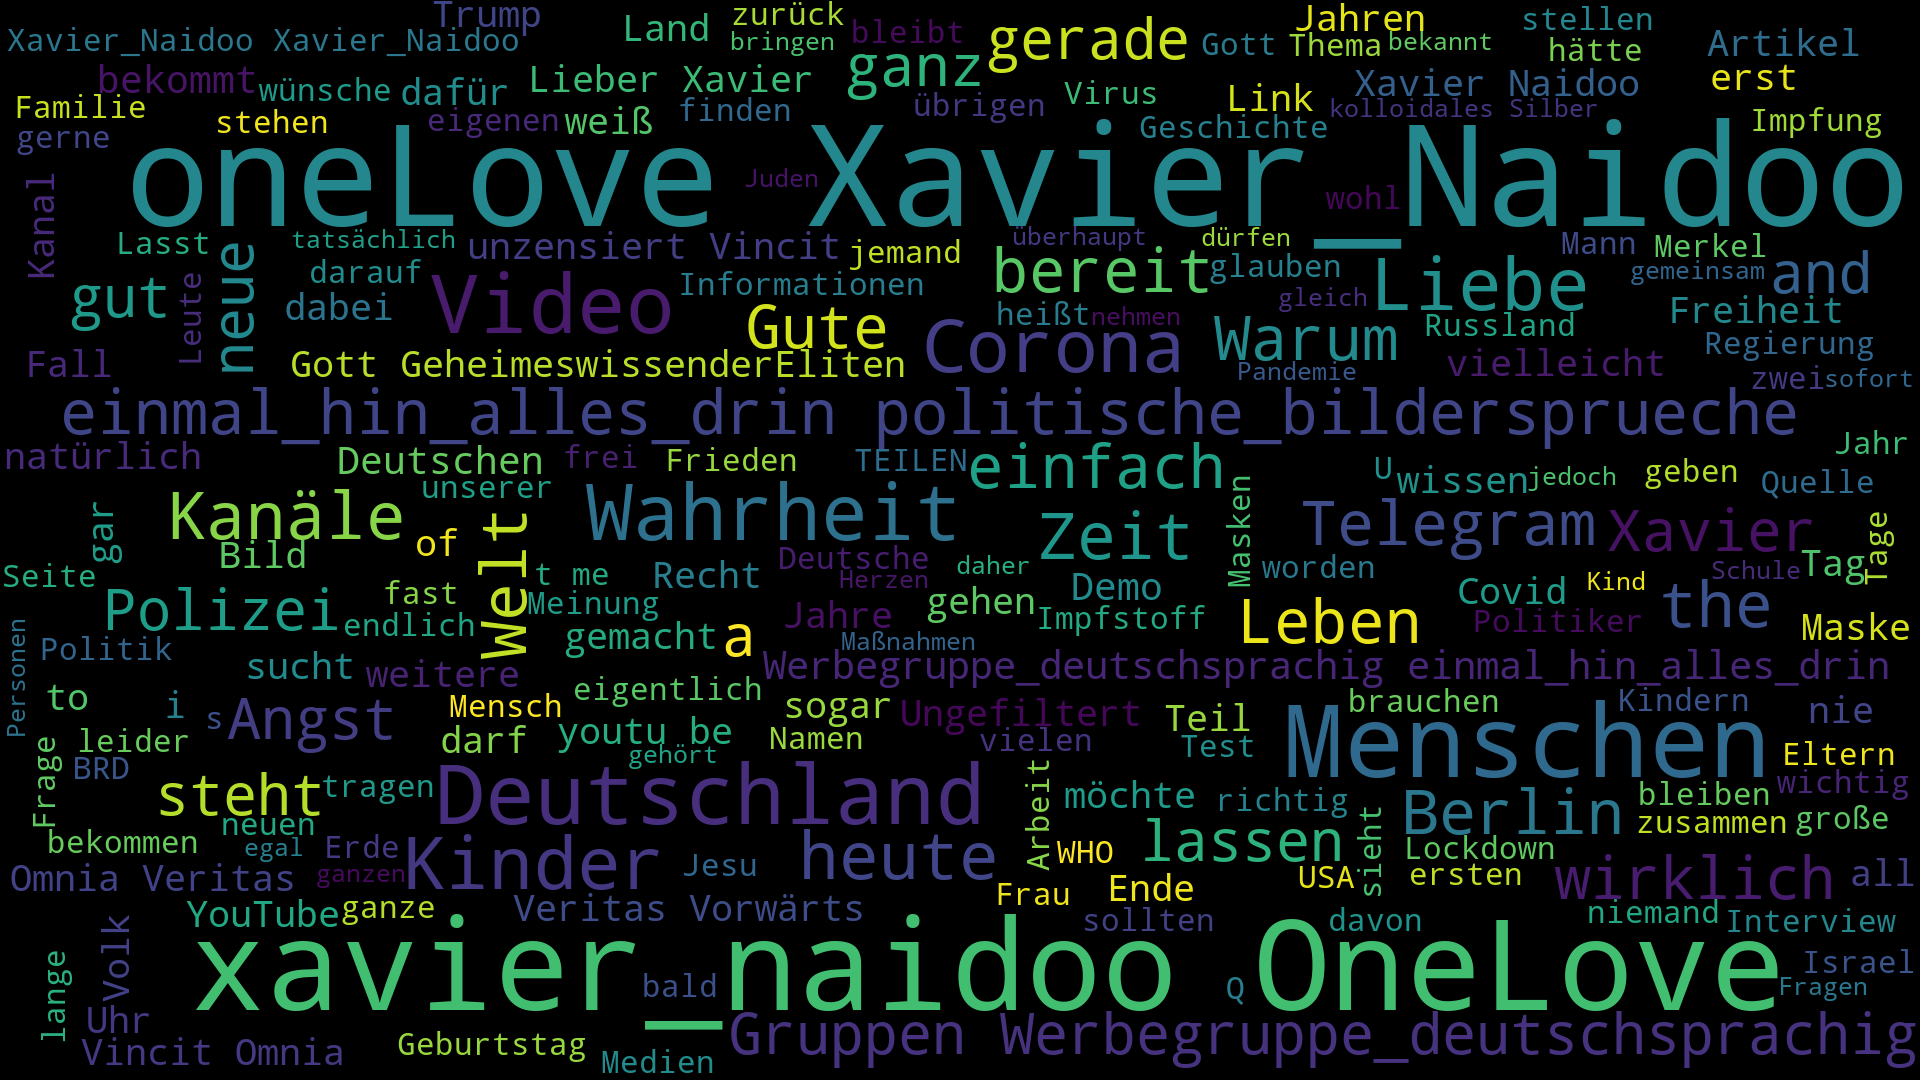 Trump
Land
zurück
bringen
bleibt
gerade
Gott
Jahren
Thema
bekannt
stellen
hätte
Artikel
Xavier_Naidoo Xavier_Naidoo
bekommt
wünsche
dafür
Lieber Xavier
ganz
übrigen
Virus
Link
Xavier Naidoo
kolloidales Silber
erst
Familie
gerne
stehen
eigenen
weiß
finden
Geschichte
Impfung
oneLove Xavier_Naidoo
Juden
wohl
Kanal
Lasst
tatsächlich
unzensiert Vincit
jemand
überhaupt
dürfen
Mann
Merkel
neue
darauf
Informationen
bereit
glauben
gemeinsam
and
gut
Leute
dabei
Video
gleich
Liebe
Freiheit
Gute
heißt
nehmen
Russland
Regierung
Fall
Gott GeheimeswissenderEliten
Corona
Warum
Pandemie
vielleicht
zwei
sofort
einmal_hin_alles_drin politische_bildersprueche
natürlich
Deutschen
frei
Frieden
TEILEN
einfach
U
wissen
jedoch
geben
Jahr
Quelle
unserer
Kanäle
gar
of
Welt
Wahrheit
Zeit
Masken
Telegram
Xavier
Tage
Bild
Seite
t me
Recht
Deutsche
Herzen
daher
Demo
worden
Covid
Kind
Schule
Tag
Polizei
fast
endlich
Meinung
Jahre
gehen
Impfstoff
Leben
Politiker
the
Maske
Personen
Politik
gemacht
a
Maßnahmen
sucht
weitere
Werbegruppe_deutschsprachig einmal_hin_alles_drin
to
i
s
Angst
Mensch
eigentlich
sogar
Ungefiltert
Teil
brauchen
Kindern
nie
leider
darf
youtu be
gehört
Namen
vielen
Test
Menschen
Eltern
Frage
BRD
steht
tragen
Deutschland
Arbeit
möchte
richtig
Berlin
bleiben
wichtig
zusammen
große
bekommen
neuen
egal
Erde
Kinder
Jesu
heute
WHO
lassen
sieht
Lockdown
Omnia Veritas
ganzen
Frau
Ende
USA
ersten
wirklich
all
YouTube
ganze
Veritas Vorwärts
sollten
davon
niemand
Interview
lange
Volk
xavier_naidoo OneLove
bald
Q
Israel
Fragen
Uhr
Vincit Omnia
Geburtstag
Medien
Gruppen Werbegruppe_deutschsprachig